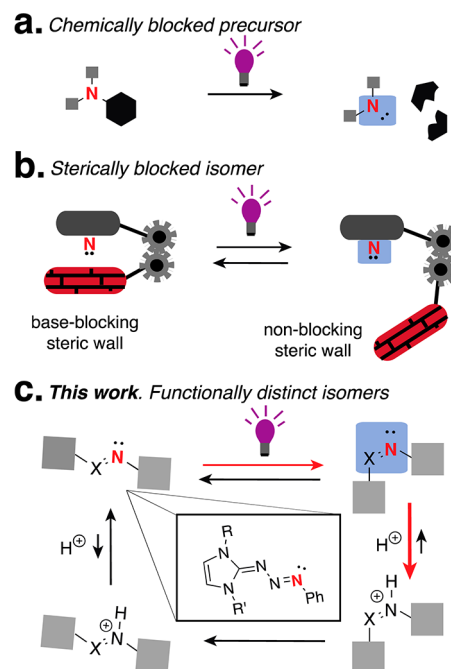 a. Chemically blocked precursor
N
N
b. Sterically blocked isomer
N
N
base-blocking
steric wall
non-blocking
steric wall
c. This work. Functionally distinct isomers
X N
X N
H⊕
R
N
N
N
N
N
R'
Ph
H⊕
H
⊕
X N
H
⊕
X N